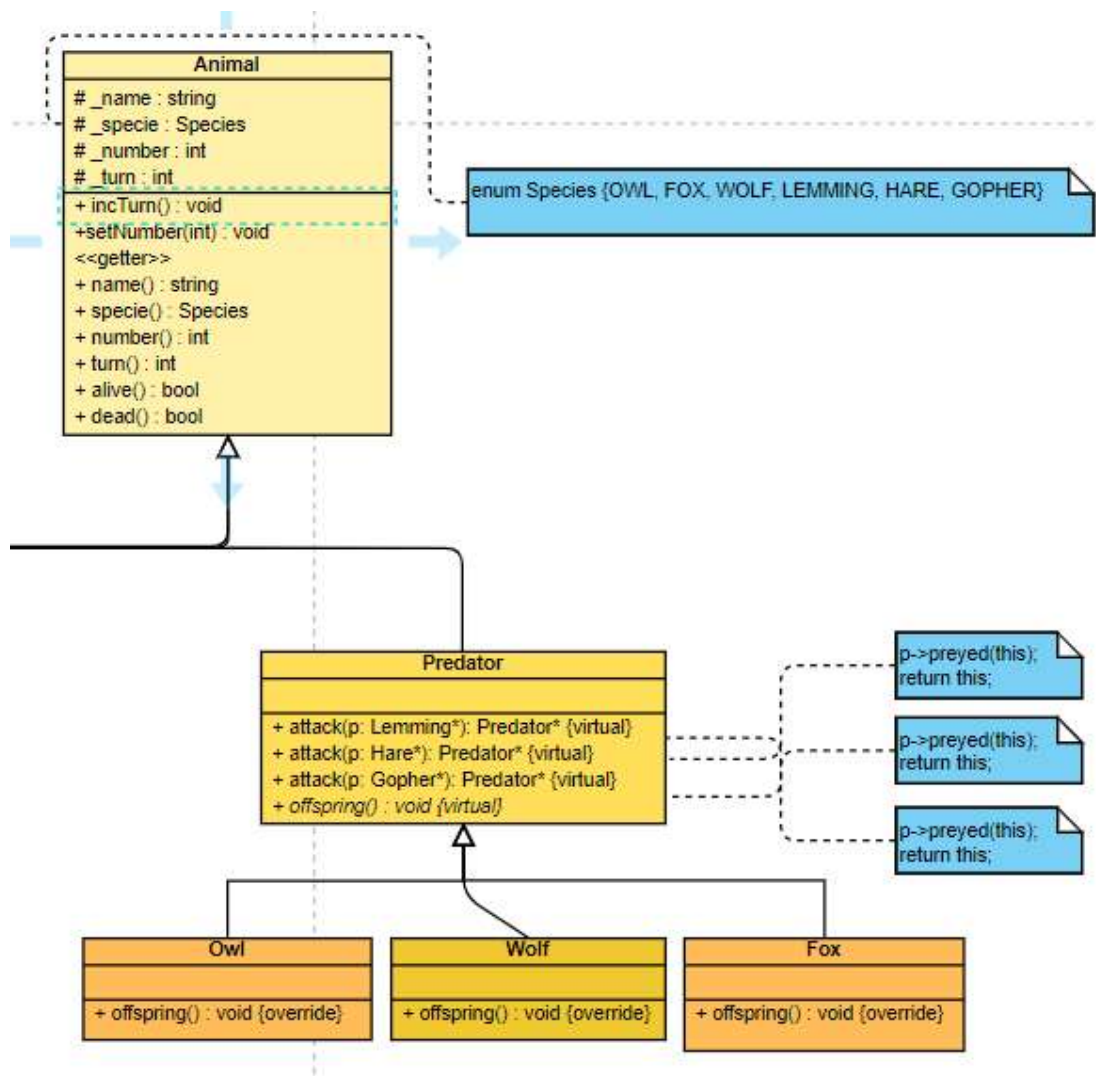 Animal
# _name : string
# _specie : Species
# _number : int
# _turn : int
+ incTurn() : void
+setNumber(int) : void
<<getter>>
+ name() : string
+ specie() : Species
+ number() : int
+ turn() : int
+ alive() : bool
+ dead() : bool
enum Species {OWL, FOX, WOLF, LEMMING, HARE, GOPHER}
Predator
+ attack(p: Lemming*): Predator* {virtual}
+ attack(p: Hare*): Predator* {virtual}
+ attack(p: Gopher*): Predator* {virtual}
+ offspring() : void {virtual}
p->preyed(this);
return this;
p->preyed(this);
return this;
p->preyed(this);
return this;
Owl
+ offspring() : void {override}
Wolf
+ offspring() : void {override}
Fox
+ offspring() : void {override}